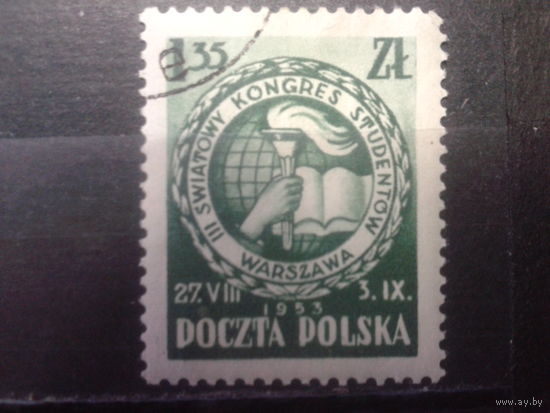 1.35 ZŁ
III ŚWIATOWY KONGRES STUDENTÓW
WARSZAWA
27. VIII 3. IX.
1953
POCZTA POLSKA
www.ay.by